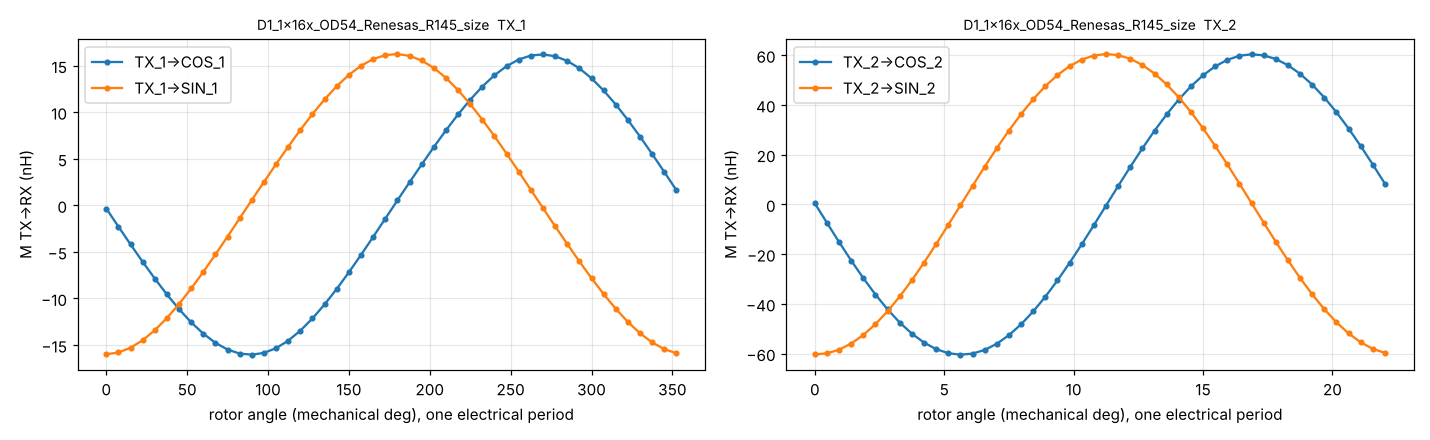 D1_1×16x_OD54_Renesas_R145_size TX_1
TX_1→COS_1
TX_1→SIN_1
15
10
5
0
−5
−10
−15
M TX→RX (nH)
0
50
100
150
200
250
300
350
rotor angle (mechanical deg), one electrical period
D1_1×16x_OD54_Renesas_R145_size TX_2
TX_2→COS_2
TX_2→SIN_2
60
40
20
0
−20
−40
−60
M TX→RX (nH)
0
5
10
15
20
rotor angle (mechanical deg), one electrical period